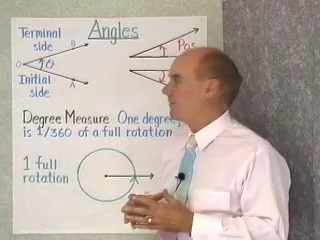 Angles
Terminal
side
B
O
θ
A
Initial
side
Pos
Degree Measure One degree,
is 1/360 of a full rotation
1 full
rotation